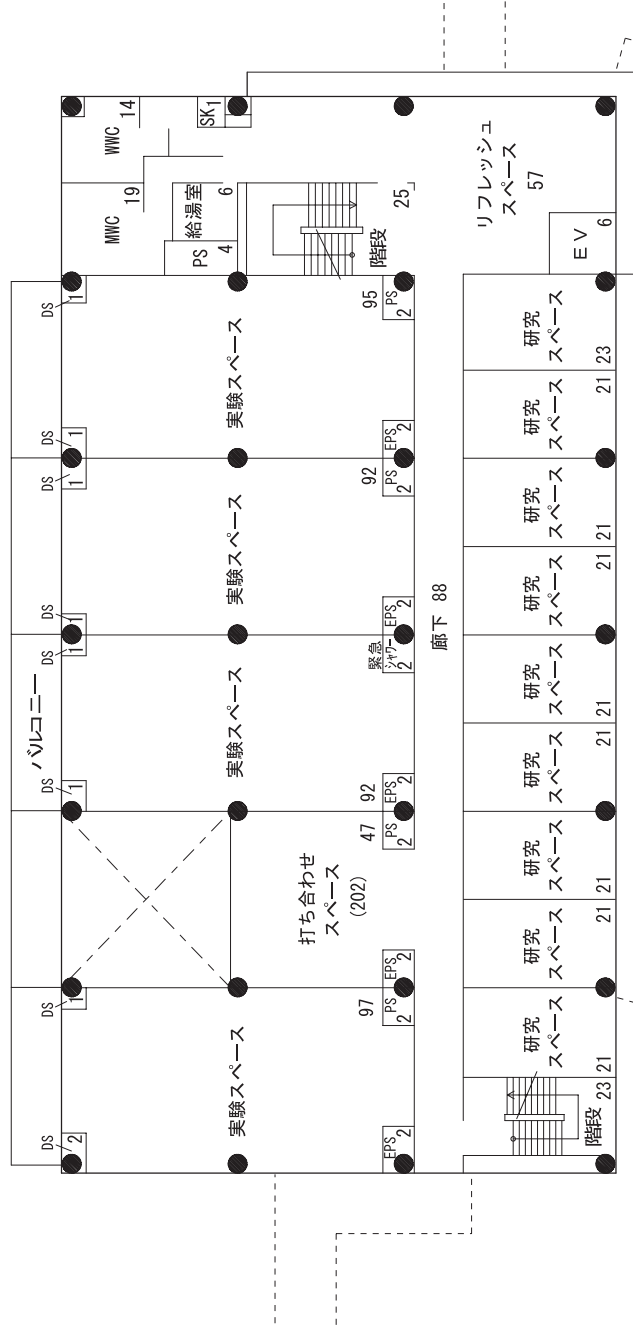 バルコニー
DS
2
DS
1
DS
1
DS
1
DS
1
DS
1
DS
1
DS
1
MWC
19
WWC
14
SK
1
給湯室
6
PS
4
実験スペース
97
実験スペース
92
実験スペース
92
実験スペース
95
打ち合わせ
スペース
(202)
47
階段
25
EPS
2
PS
2
EPS
2
PS
2
EPS
2
緊急
シャワー
2
EPS
2
PS
2
EPS
2
PS
2
廊下 88
リフレッシュ
スペース
57
EV
6
階段
23
研究
スペース
21
研究
スペース
21
研究
スペース
21
研究
スペース
21
研究
スペース
21
研究
スペース
21
研究
スペース
21
研究
スペース
21
研究
スペース
23